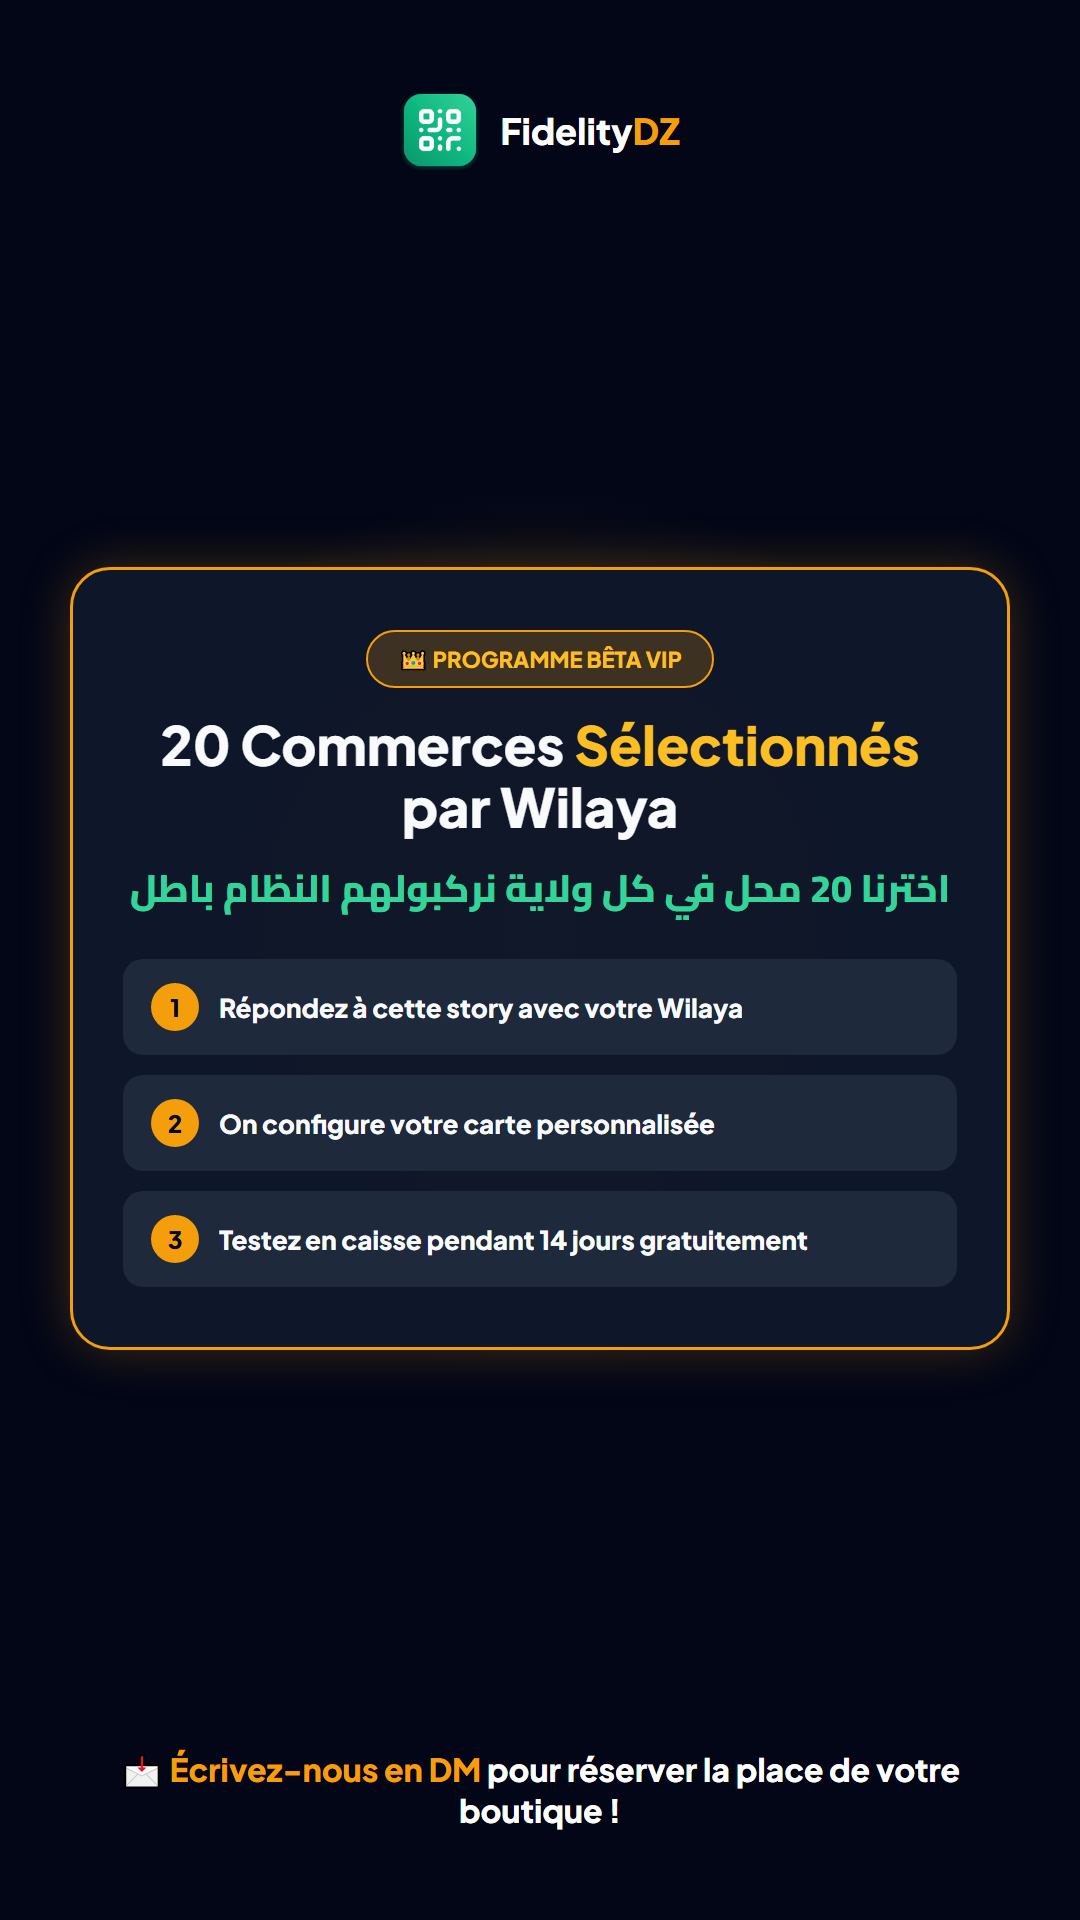 FidelityDZ
👑 PROGRAMME BÊTA VIP
20 Commerces Sélectionnés
par Wilaya
اخترنا 20 محل في كل ولاية نركبولهم النظام باطل
1 Répondez à cette story avec votre Wilaya
2 On configure votre carte personnalisée
3 Testez en caisse pendant 14 jours gratuitement
📩 Écrivez-nous en DM pour réserver la place de votre
boutique !